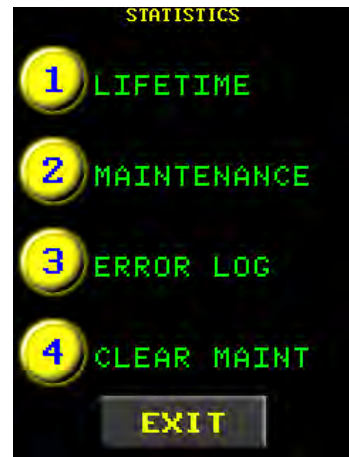 STATISTICS
1 LIFETIME
2 MAINTENANCE
3 ERROR LOG
4 CLEAR MAINT
EXIT